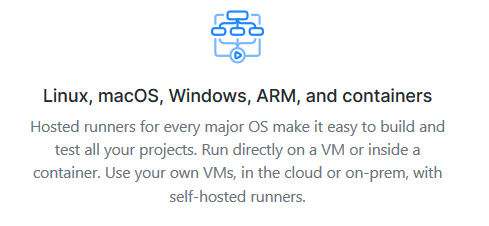 Linux, macOS, Windows, ARM, and containers
Hosted runners for every major OS make it easy to build and
test all your projects. Run directly on a VM or inside a
container. Use your own VMs, in the cloud or on-prem, with
self-hosted runners.